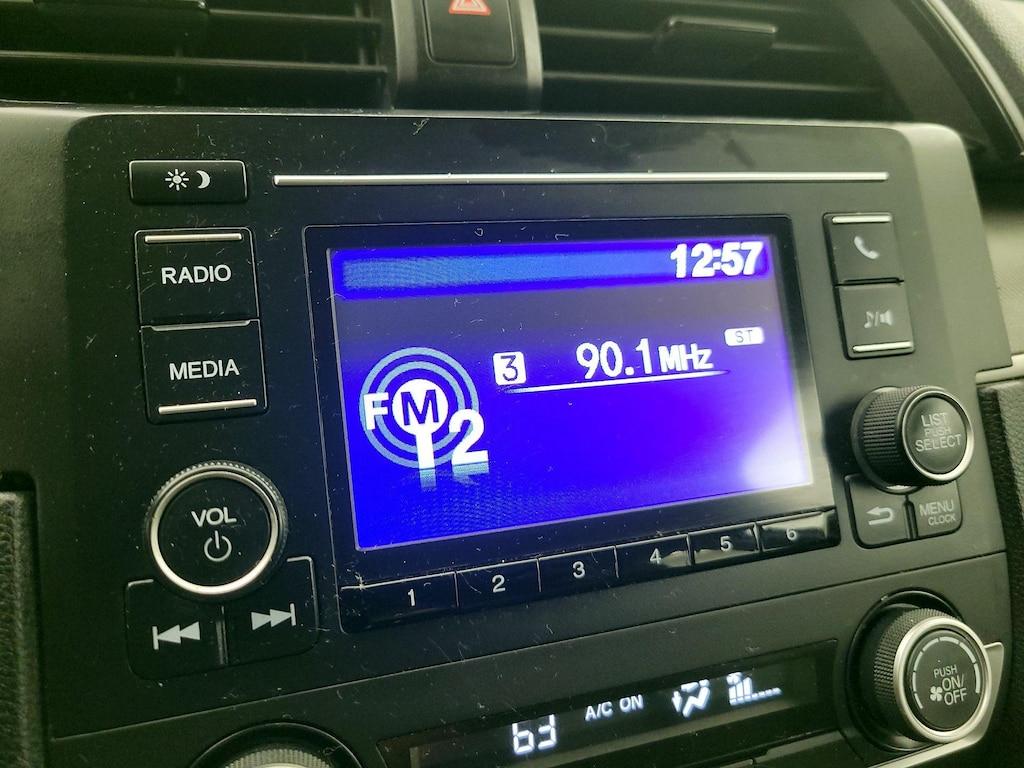 RADIO
MEDIA
VOL
12:57
ST
3 90.1 MHz
FM 2
LIST
PUSH
SELECT
MENU
CLOCK
1 2 3 4 5 6
63 A/C ON
PUSH
ON/
OFF